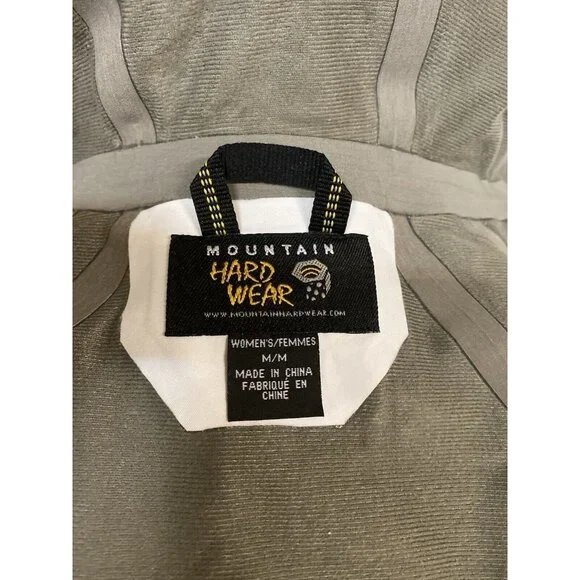 MOUNTAIN
HARD
WEAR
WWW.MOUNTAINHARDWEAR.COM
WOMEN'S/FEMMES
M/M
MADE IN CHINA
FABRIQUÉ EN
CHINE